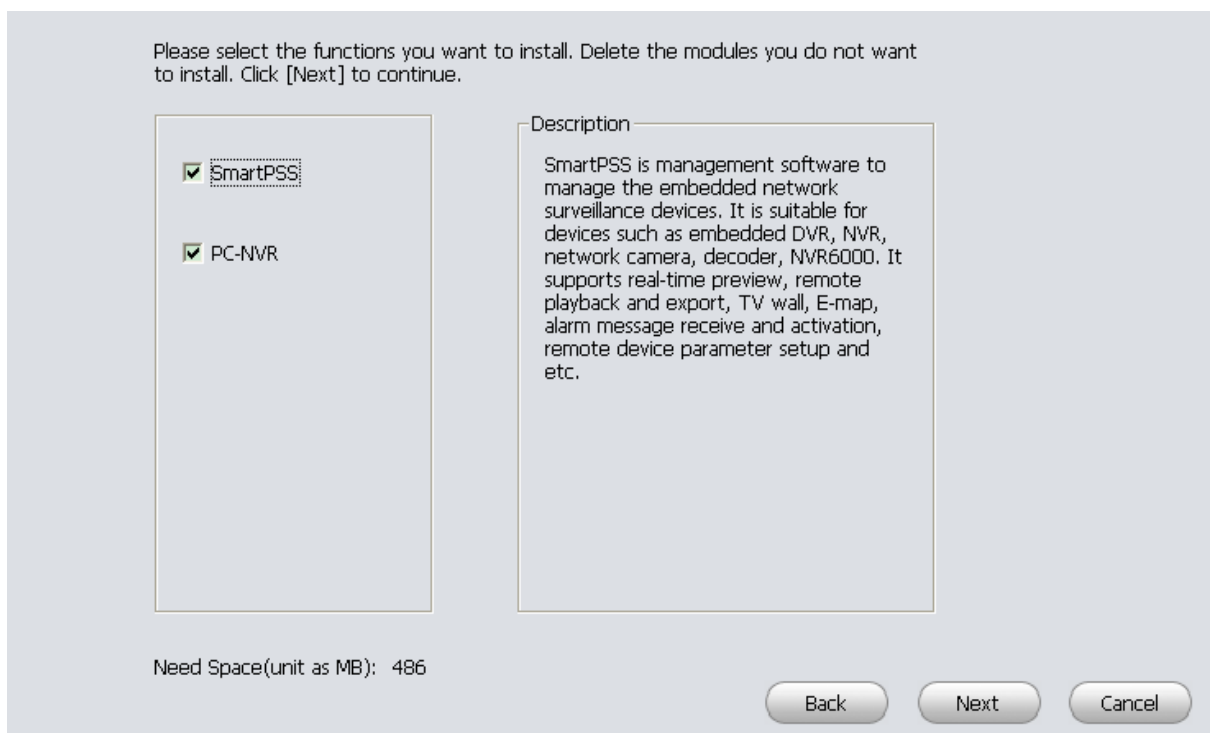 Please select the functions you want to install. Delete the modules you do not want
to install. Click [Next] to continue.
SmartPSS
PC-NVR
Description
SmartPSS is management software to
manage the embedded network
surveillance devices. It is suitable for
devices such as embedded DVR, NVR,
network camera, decoder, NVR6000. It
supports real-time preview, remote
playback and export, TV wall, E-map,
alarm message receive and activation,
remote device parameter setup and
etc.
Need Space(unit as MB): 486
Back
Next
Cancel